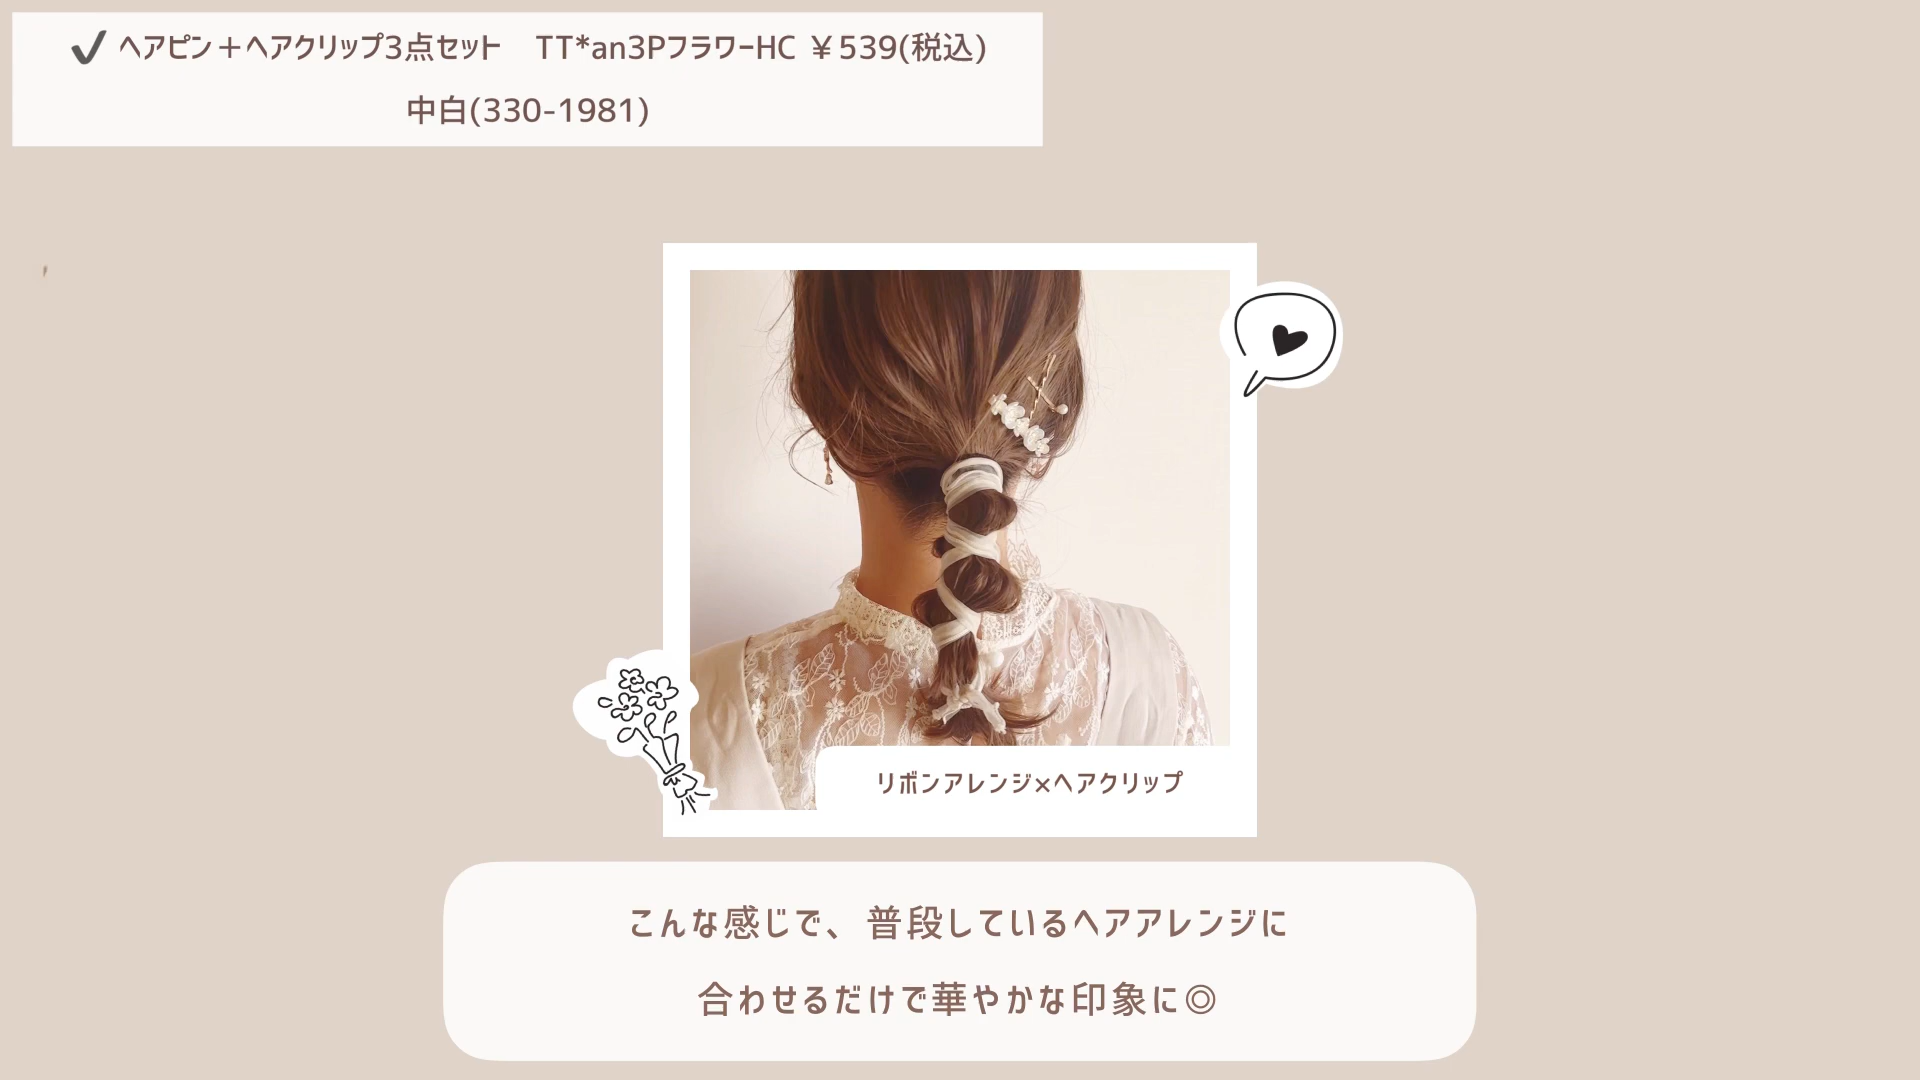 ✔ヘアピン＋ヘアクリップ3点セット　TT*an3PフラワーHC ￥539(税込)
中白(330-1981)
リボンアレンジ×ヘアクリップ
こんな感じで、普段しているヘアアレンジに
合わせるだけで華やかな印象に◎